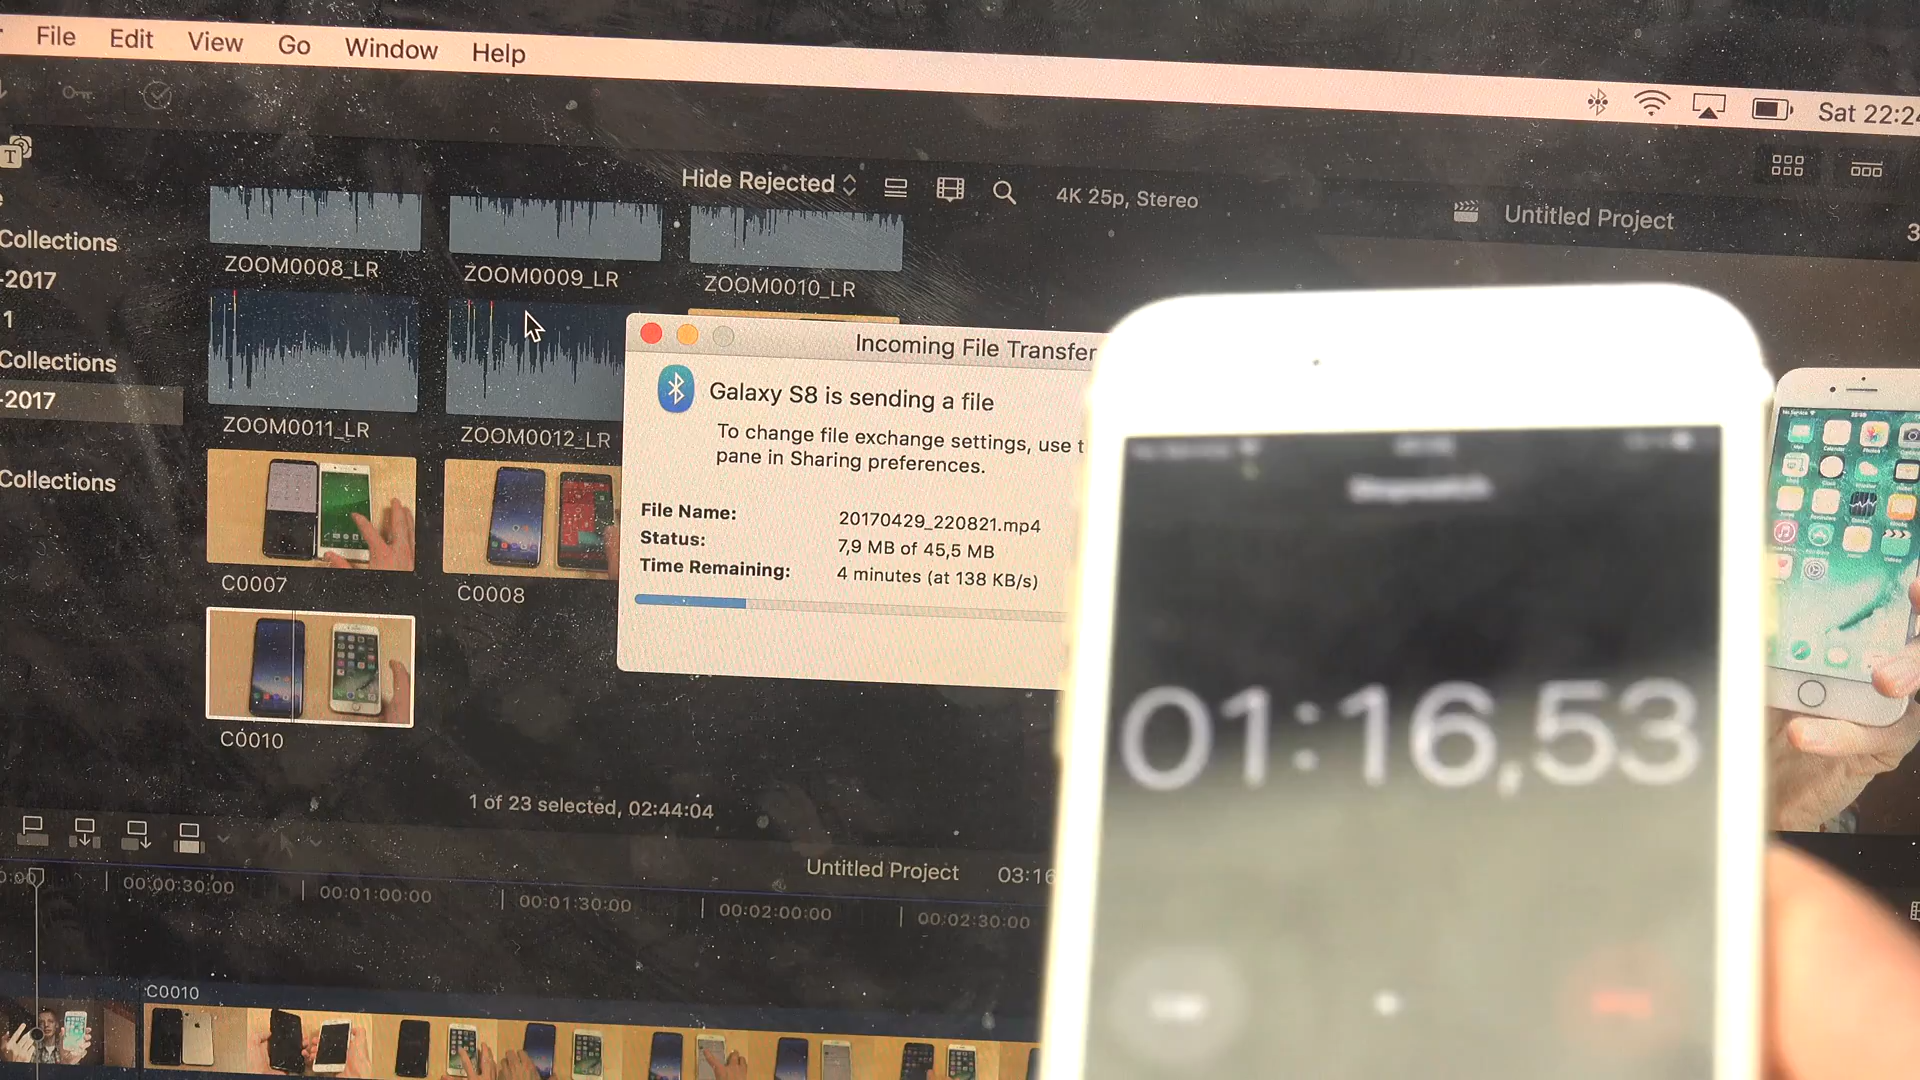 File Edit View Go Window Help
Sat 22:24
Hide Rejected
4K 25p, Stereo
Untitled Project
Collections
-2017
1
Collections
-2017
Collections
ZOOM0008_LR
ZOOM0009_LR
ZOOM0010_LR
ZOOM0011_LR
ZOOM0012_LR
C0007
C0008
C0010
Incoming File Transfer
Galaxy S8 is sending a file
To change file exchange settings, use t
pane in Sharing preferences.
File Name: 20170429_220821.mp4
Status: 7,9 MB of 45,5 MB
Time Remaining: 4 minutes (at 138 KB/s)
Stopwatch
01:16,53
1 of 23 selected, 02:44:04
Untitled Project 03:16
00:00:30:00
00:01:00:00
00:01:30:00
00:02:00:00
00:02:30:00
C0010